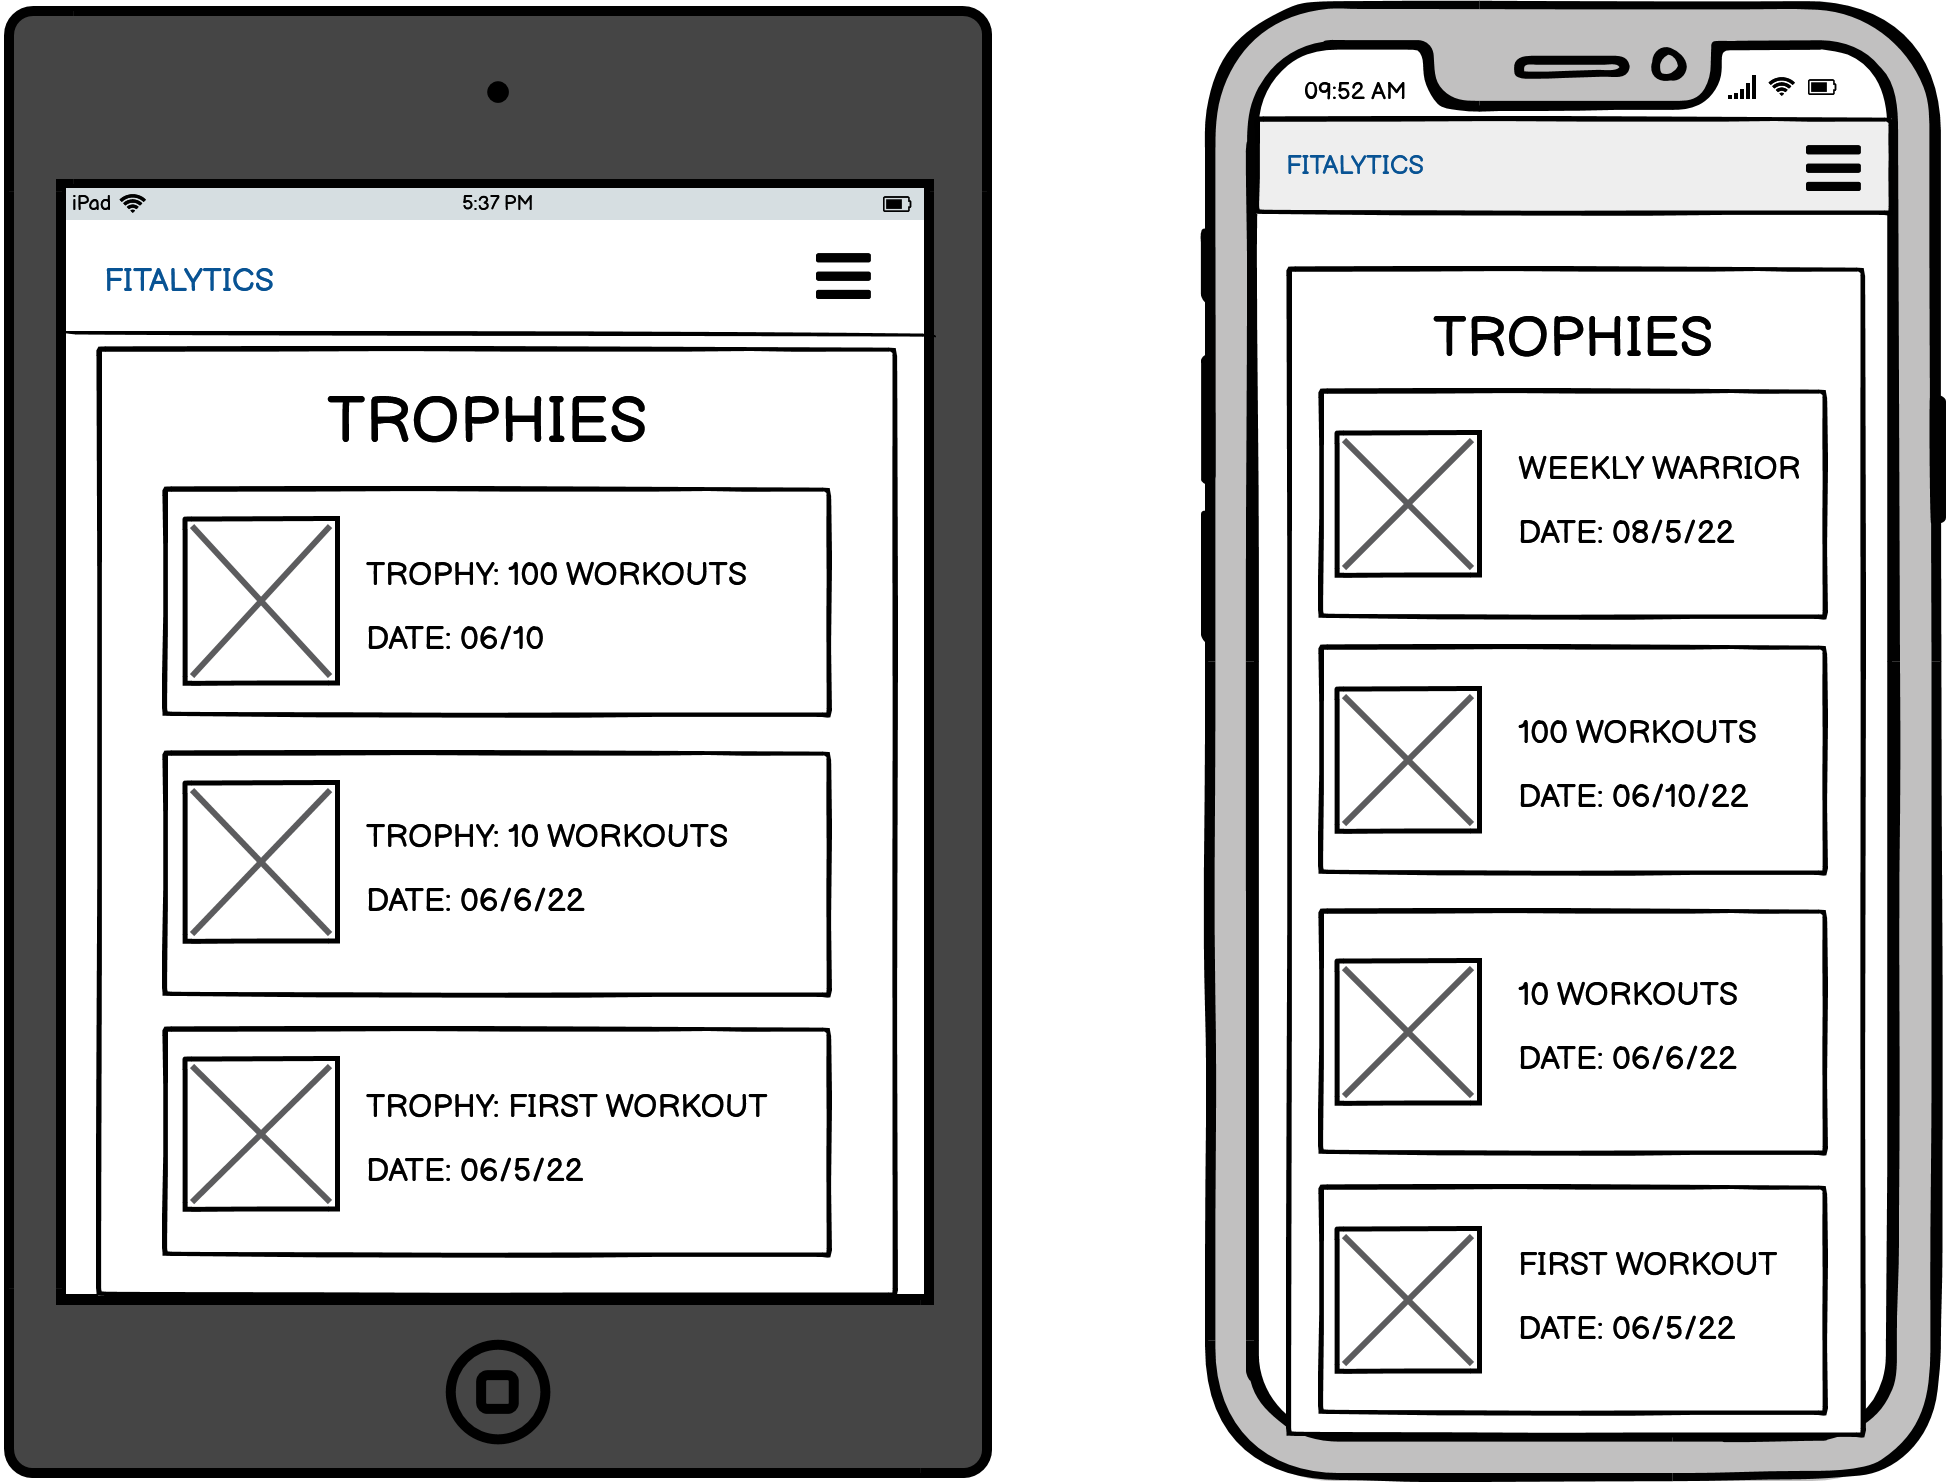 iPad 5:37 PM
FITALYTICS
TROPHIES
TROPHY: 100 WORKOUTS
DATE: 06/10
TROPHY: 10 WORKOUTS
DATE: 06/6/22
TROPHY: FIRST WORKOUT
DATE: 06/5/22
09:52 AM
FITALYTICS
TROPHIES
WEEKLY WARRIOR
DATE: 08/5/22
100 WORKOUTS
DATE: 06/10/22
10 WORKOUTS
DATE: 06/6/22
FIRST WORKOUT
DATE: 06/5/22